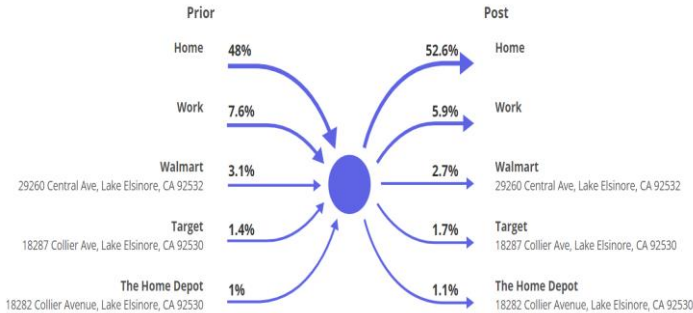 Prior
Post
Home
48%
52.6%
Home
Work
7.6%
5.9%
Work
Walmart
29260 Central Ave, Lake Elsinore, CA 92532
3.1%
2.7%
Walmart
29260 Central Ave, Lake Elsinore, CA 92532
Target
18287 Collier Ave, Lake Elsinore, CA 92530
1.4%
1.7%
Target
18287 Collier Ave, Lake Elsinore, CA 92530
The Home Depot
18282 Collier Avenue, Lake Elsinore, CA 92530
1%
1.1%
The Home Depot
18282 Collier Avenue, Lake Elsinore, CA 92530